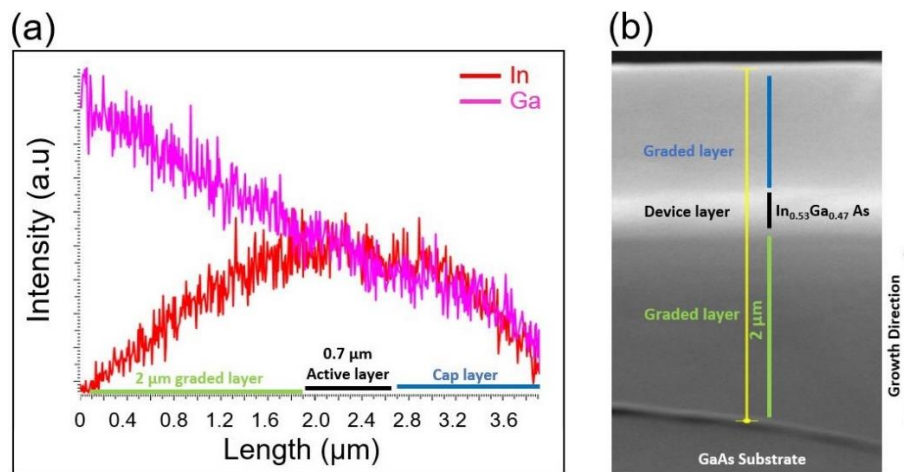 (a)
In
Ga
Intensity (a.u)
2 µm graded layer
0.7 µm
Active layer
Cap layer
0 0.4 0.8 1.2 1.6 2.0 2.4 2.8 3.2 3.6
Length (µm)
(b)
Graded layer
Device layer
In0.53Ga0.47 As
Graded layer
2 µm
GaAs Substrate
Growth Direction